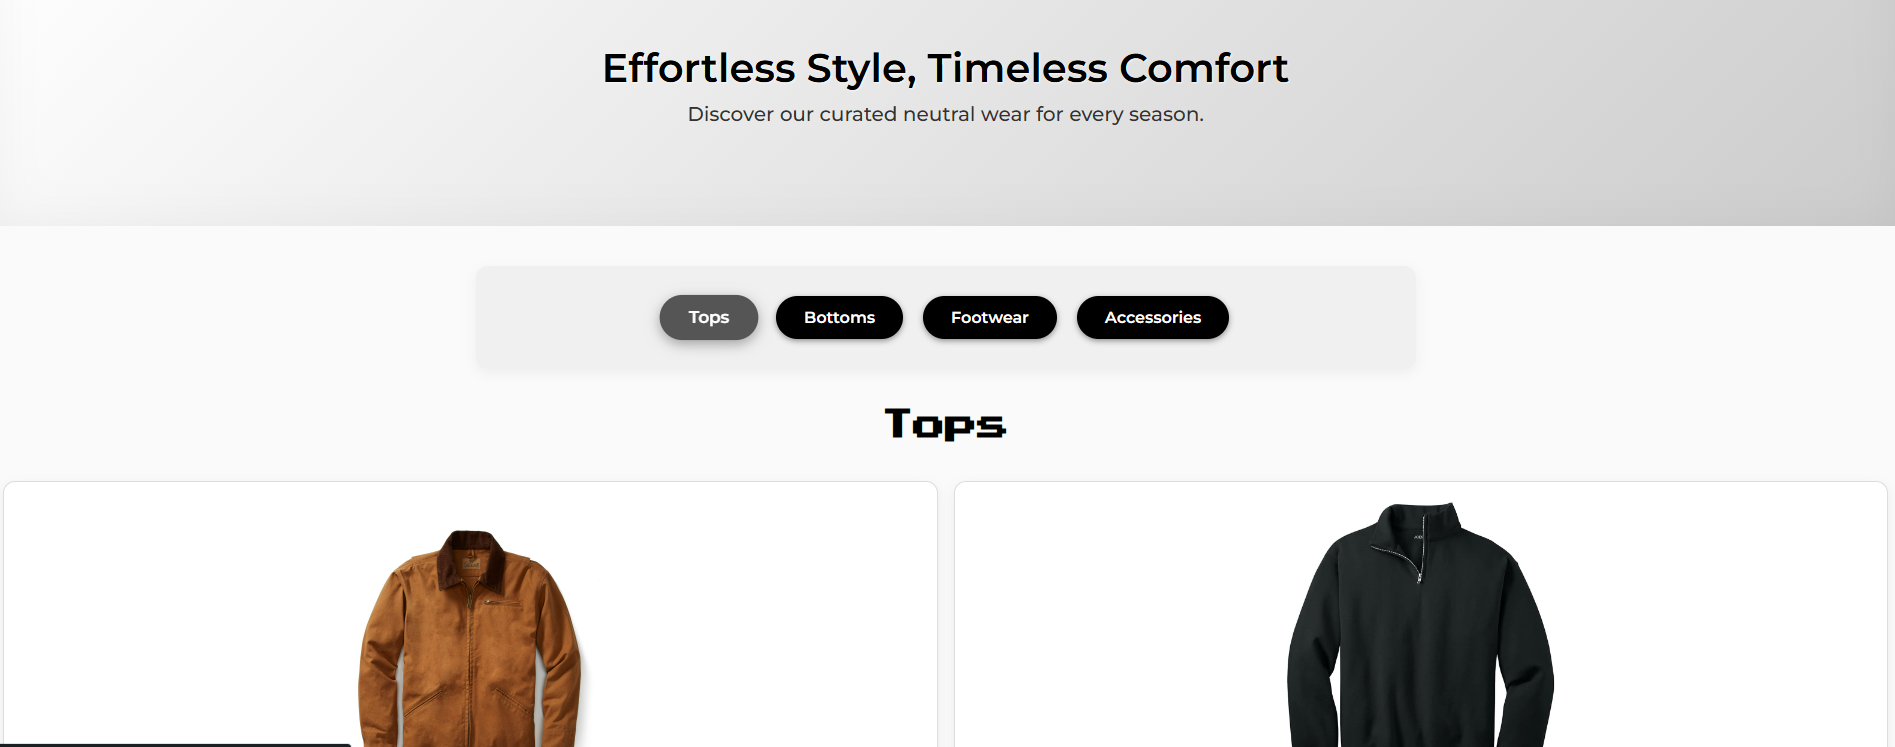 Effortless Style, Timeless Comfort
Discover our curated neutral wear for every season.
Tops
Bottoms
Footwear
Accessories
Tops